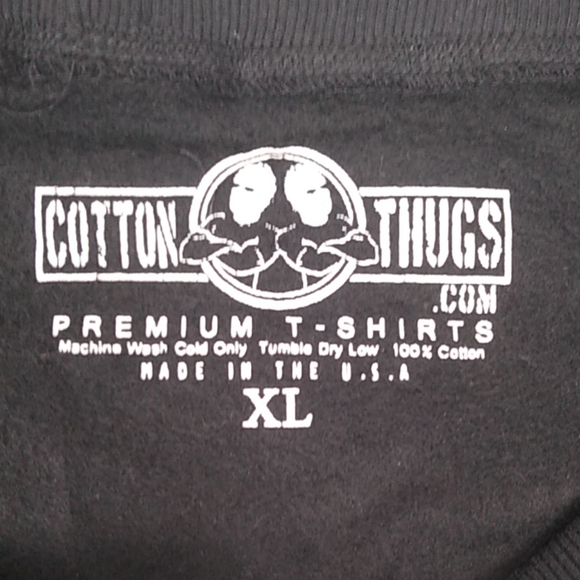 COTTON THUGS
.COM
PREMIUM T-SHIRTS
Machine Wash Cold Only Tumble Dry Low 100% Cotton
MADE IN THE U.S.A
XL